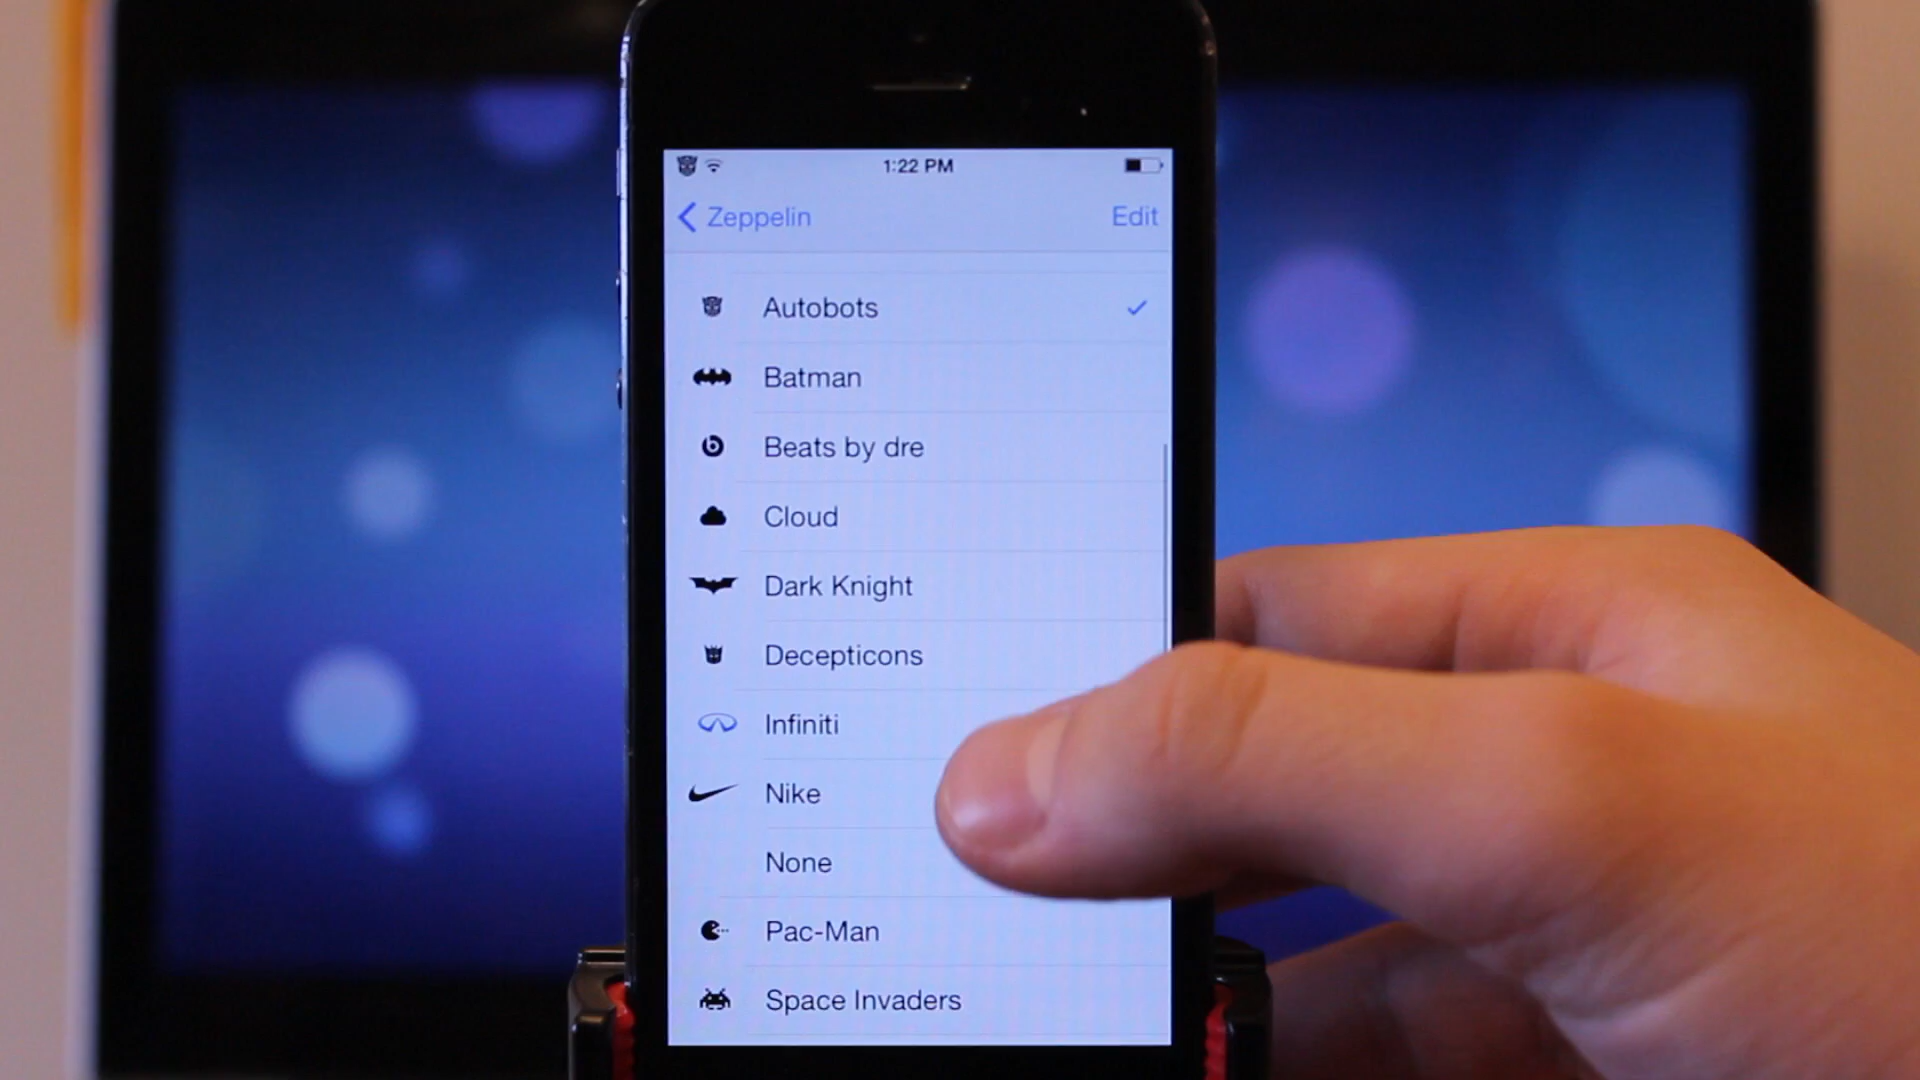 1:22 PM
Zeppelin
Edit
Autobots
Batman
Beats by dre
Cloud
Dark Knight
Decepticons
Infiniti
Nike
None
Pac-Man
Space Invaders